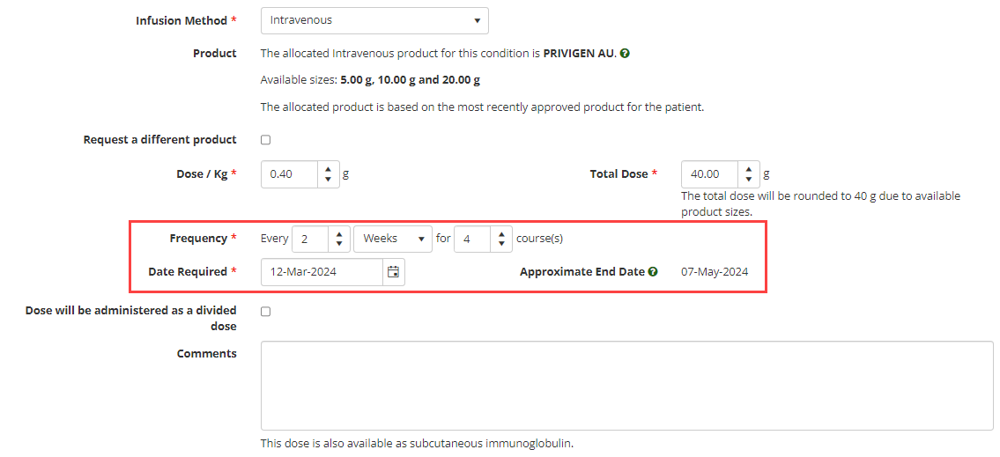 Infusion Method * Intravenous
Product The allocated Intravenous product for this condition is PRIVIGEN AU. ?
Available sizes: 5.00 g, 10.00 g and 20.00 g
The allocated product is based on the most recently approved product for the patient.
Request a different product
Dose / Kg * 0.40 g Total Dose * 40.00 g
The total dose will be rounded to 40 g due to available
product sizes.
Frequency * Every 2 Weeks for 4 course(s)
Date Required * 12-Mar-2024 Approximate End Date ? 07-May-2024
Dose will be administered as a divided
dose
Comments
This dose is also available as subcutaneous immunoglobulin.